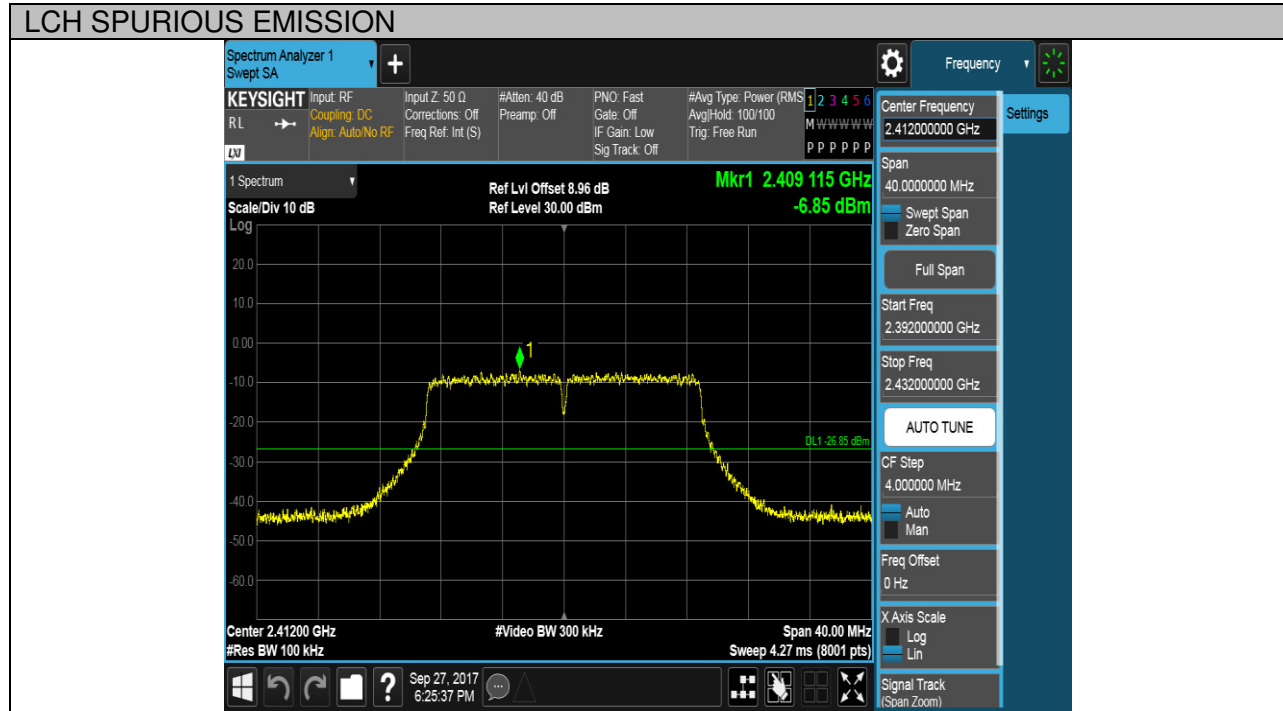 LCH SPURIOUS EMISSION
Spectrum Analyzer 1
Swept SA
+
Frequency
KEYSIGHT
RL
LXI
Input: RF
Coupling: DC
Align: Auto/No RF
Input Z: 50 Ω
Corrections: Off
Freq Ref: Int (S)
#Atten: 40 dB
Preamp: Off
PNO: Fast
Gate: Off
IF Gain: Low
Sig Track: Off
#Avg Type: Power (RMS
Avg|Hold: 100/100
Trig: Free Run
1 2 3 4 5 6
M W W W W W
P P P P P P
1 Spectrum
Scale/Div 10 dB
Ref Lvl Offset 8.96 dB
Ref Level 30.00 dBm
Mkr1 2.409 115 GHz
-6.85 dBm
Log
20.0
10.0
0.00
-10.0
-20.0
-30.0
-40.0
-50.0
-60.0
1
DL1 -26.85 dBm
Center 2.41200 GHz
#Res BW 100 kHz
#Video BW 300 kHz
Span 40.00 MHz
Sweep 4.27 ms (8001 pts)
?
Sep 27, 2017
6:25:37 PM
Center Frequency
2.412000000 GHz
Span
40.0000000 MHz
Swept Span
Zero Span
Full Span
Start Freq
2.392000000 GHz
Stop Freq
2.432000000 GHz
AUTO TUNE
CF Step
4.000000 MHz
Auto
Man
Freq Offset
0 Hz
X Axis Scale
Log
Lin
Signal Track
(Span Zoom)
Settings